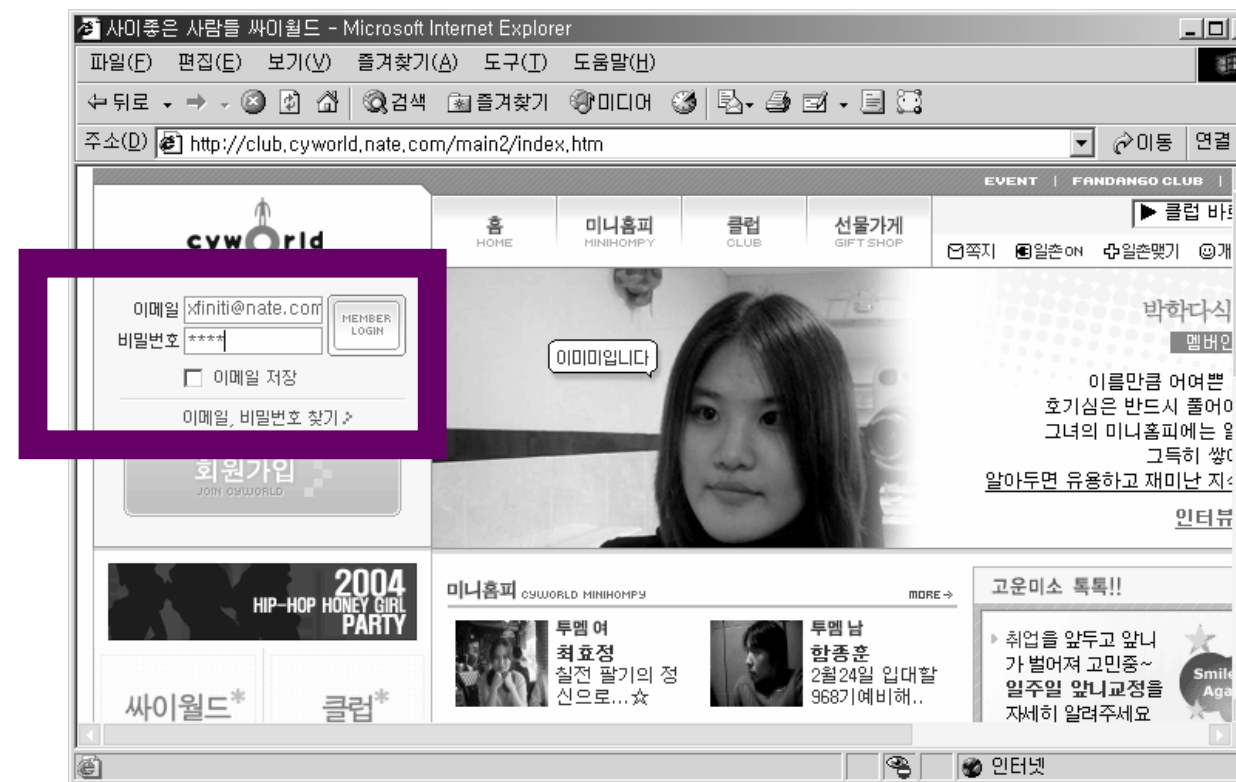 사이좋은 사람들 싸이월드 - Microsoft Internet Explorer
파일(F) 편집(E) 보기(V) 즐겨찾기(A) 도구(T) 도움말(H)
뒤로 검색 즐겨찾기 미디어
주소(D) http://club.cyworld.nate.com/main2/index.htm 이동 연결
EVENT | FANDANGO CLUB |
▶ 클럽 바
cyworld
홈 미니홈피 클럽 선물가게
HOME MINIHOMPY CLUB GIFT SHOP
쪽지 일촌ON 일촌맺기
이메일 xfiniti@nate.com
비밀번호 ****
MEMBER LOGIN
이메일 저장
이메일, 비밀번호 찾기
회원가입
JOIN CYWORLD
이미미입니다
박학다식
멤버인
이름만큼 어여쁜
호기심은 반드시 풀어
그녀의 미니홈피에는
그득히
알아두면 유용하고 재미난
인터뷰
2004
HIP-HOP HONEY GIRL
PARTY
싸이월드* 클럽*
미니홈피 CYWORLD MINIHOMPY MORE
투멤 여
최효정
칠전 팔기의 정
신으로...☆
투멤 남
함종훈
2월24일 입대할
968기예비해..
고운미소 톡톡!!
취업을 앞두고 앞니
가 벌어져 고민중~
일주일 앞니교정을
자세히 알려주세요
Smile
Aga
인터넷